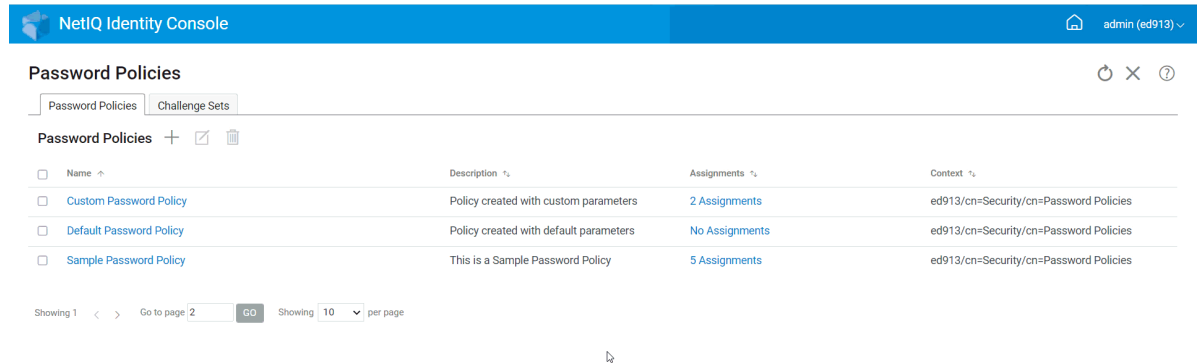 NetIQ Identity Console
admin (ed913)
Password Policies
Password Policies Challenge Sets
Password Policies
Name Description Assignments Context
Custom Password Policy Policy created with custom parameters 2 Assignments ed913/cn=Security/cn=Password Policies
Default Password Policy Policy created with default parameters No Assignments ed913/cn=Security/cn=Password Policies
Sample Password Policy This is a Sample Password Policy 5 Assignments ed913/cn=Security/cn=Password Policies
Showing 1 Go to page 2 GO Showing 10 per page